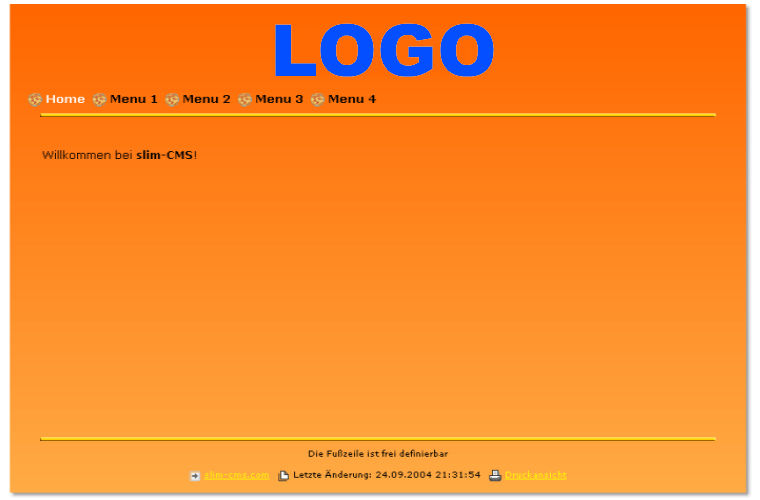 LOGO
Home Menu 1 Menu 2 Menu 3 Menu 4
Willkommen bei slim-CMS!
Die Fußzeile ist frei definierbar
slim-cms.com Letzte Änderung: 24.09.2004 21:31:54 Druckansicht